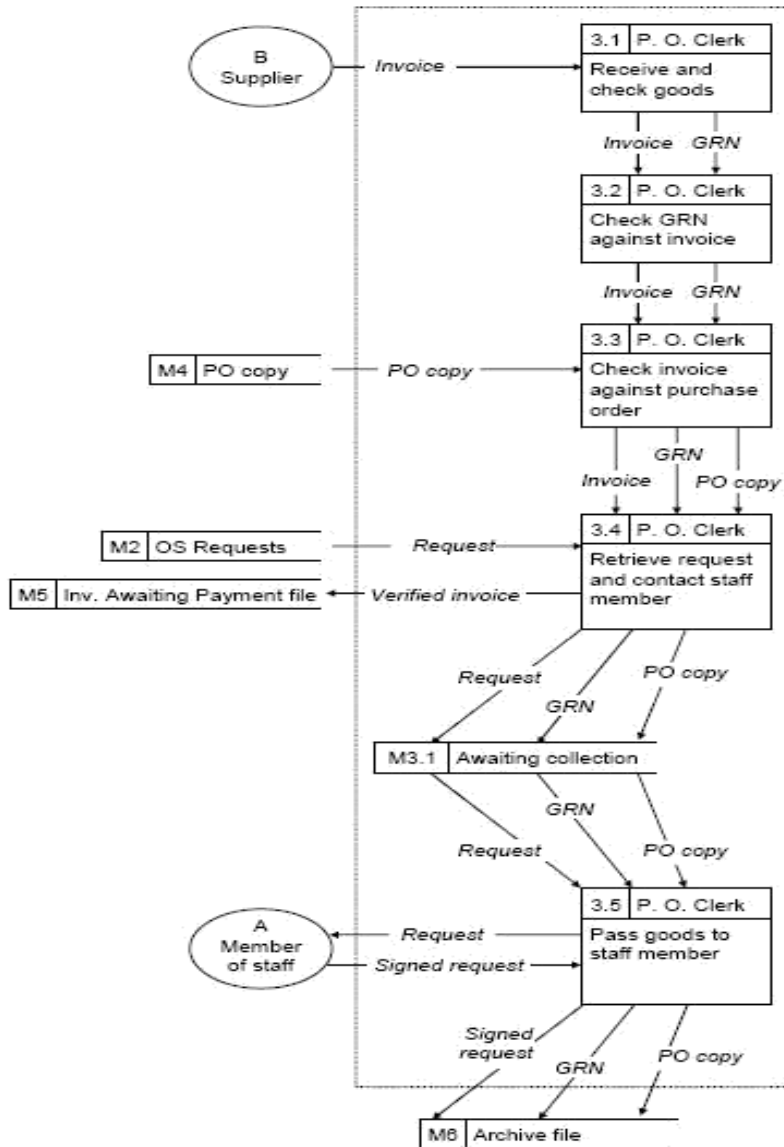 3.1 P. O. Clerk
B
Supplier
Invoice
Receive and
check goods
Invoice GRN
3.2 P. O. Clerk
Check GRN
against invoice
Invoice GRN
3.3 P. O. Clerk
M4 PO copy
PO copy
Check invoice
against purchase
order
GRN
Invoice PO copy
3.4 P. O. Clerk
M2 OS Requests
Request
Retrieve request
and contact staff
member
M5 Inv. Awaiting Payment file
Verified invoice
Request
GRN
PO copy
M3.1 Awaiting collection
GRN
Request
PO copy
3.5 P. O. Clerk
A
Member
of staff
Request
Signed request
Pass goods to
staff member
Signed
request
GRN
PO copy
M6 Archive file